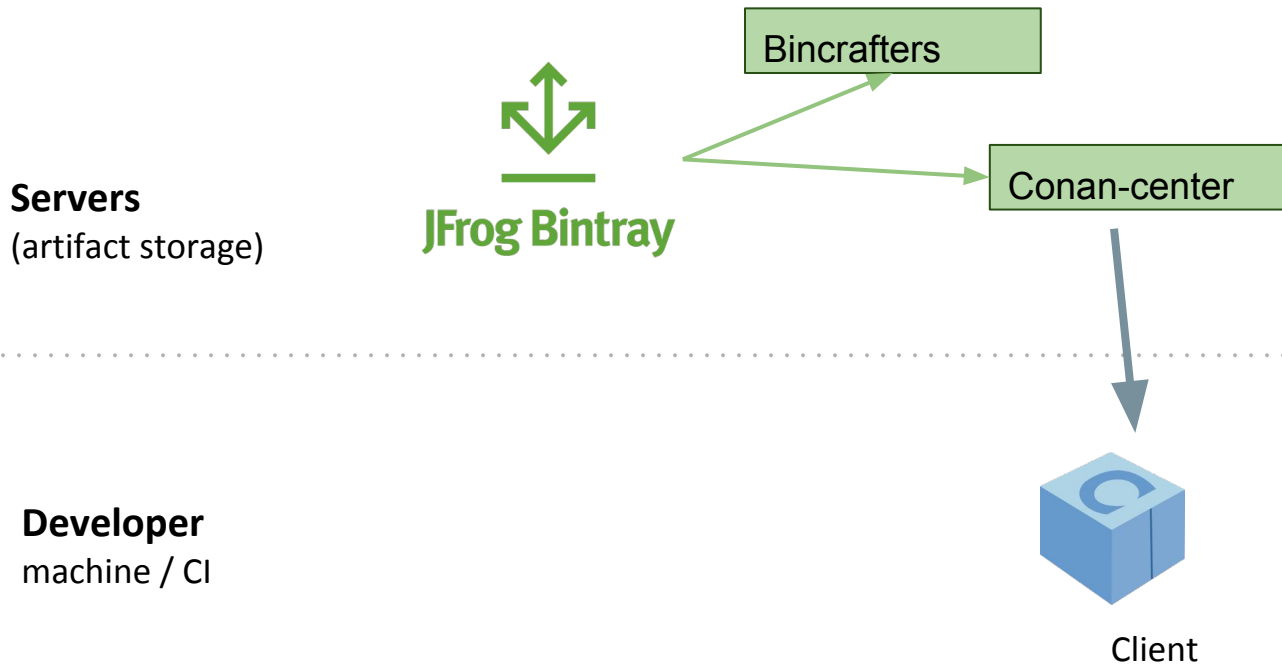 Bincrafters
Conan-center
Servers
(artifact storage)
JFrog Bintray
Developer
machine / CI
Client